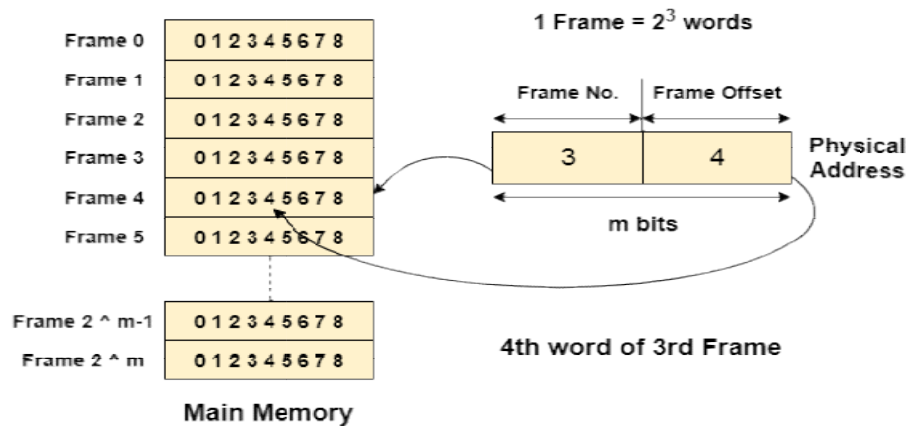 1 Frame = 2³ words
Frame 0 0 1 2 3 4 5 6 7 8
Frame 1 0 1 2 3 4 5 6 7 8
Frame 2 0 1 2 3 4 5 6 7 8
Frame 3 0 1 2 3 4 5 6 7 8
Frame 4 0 1 2 3 4 5 6 7 8
Frame 5 0 1 2 3 4 5 6 7 8
Frame 2 ^ m-1 0 1 2 3 4 5 6 7 8
Frame 2 ^ m 0 1 2 3 4 5 6 7 8
Main Memory
Frame No. Frame Offset
3 4
Physical
Address
m bits
4th word of 3rd Frame